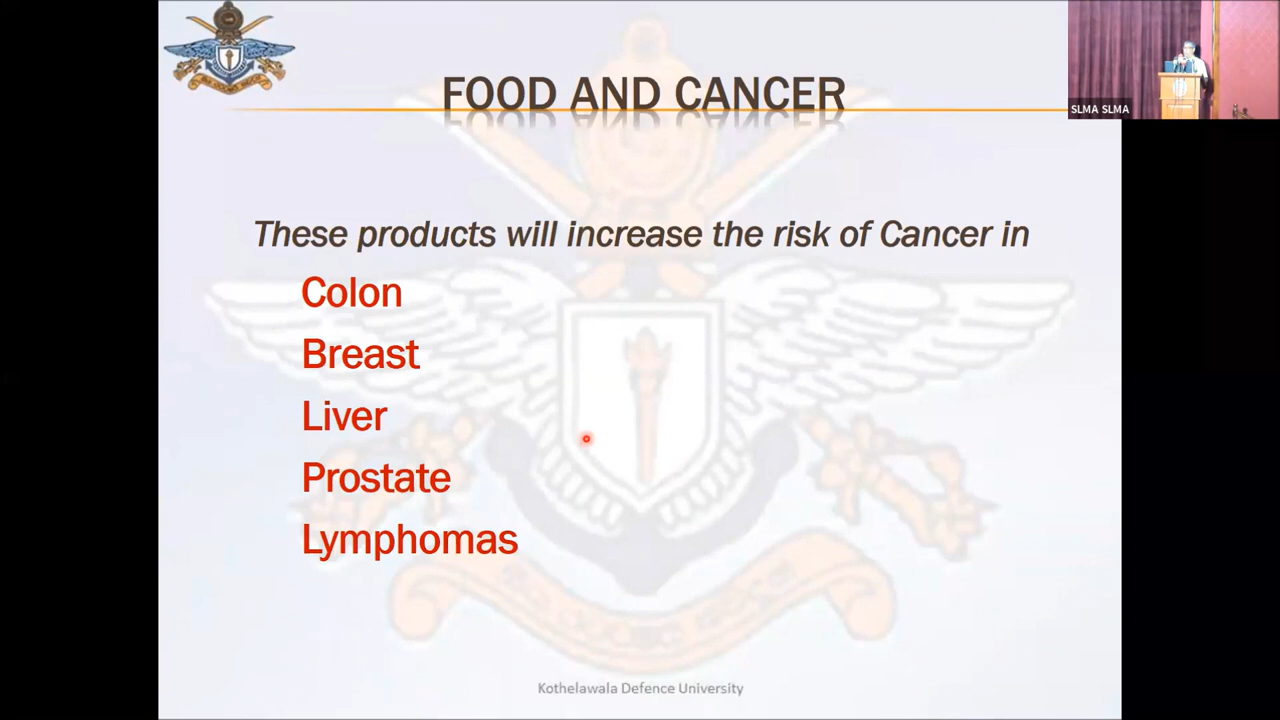 FOOD AND CANCER
SLMA SLMA
These products will increase the risk of Cancer in
Colon
Breast
Liver
Prostate
Lymphomas
Kothelawala Defence University